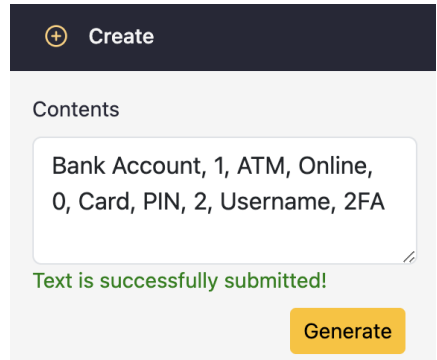 Create
Contents
Bank Account, 1, ATM, Online,
0, Card, PIN, 2, Username, 2FA
Text is successfully submitted!
Generate